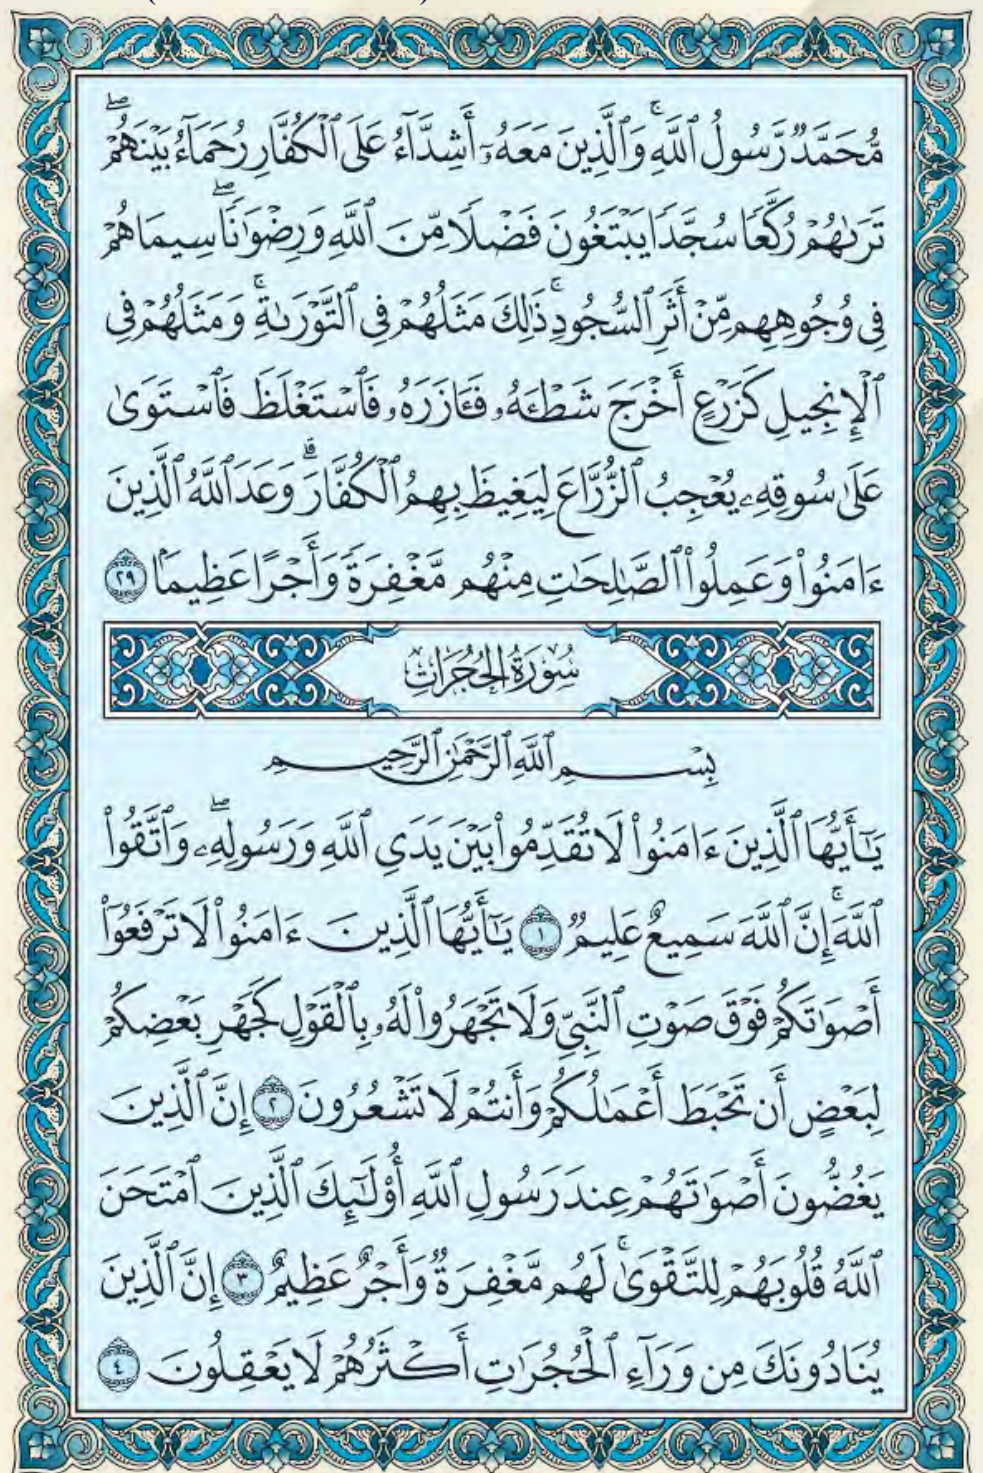 مُّحَمَّدٌ رَّسُولُ ٱللَّهِۚ وَٱلَّذِينَ مَعَهُۥٓ أَشِدَّآءُ عَلَى ٱلْكُفَّارِ رُحَمَآءُ بَيْنَهُمْۖ
تَرَىٰهُمْ رُكَّعًا سُجَّدًا يَبْتَغُونَ فَضْلًا مِّنَ ٱللَّهِ وَرِضْوَٰنًاۖ سِيمَاهُمْ
فِى وُجُوهِهِم مِّنْ أَثَرِ ٱلسُّجُودِۚ ذَٰلِكَ مَثَلُهُمْ فِى ٱلتَّوْرَىٰةِۚ وَمَثَلُهُمْ فِى
ٱلْإِنجِيلِ كَزَرْعٍ أَخْرَجَ شَطْـَٔهُۥ فَـَٔازَرَهُۥ فَٱسْتَغْلَظَ فَٱسْتَوَىٰ
عَلَىٰ سُوقِهِۦ يُعْجِبُ ٱلزُّرَّاعَ لِيَغِيظَ بِهِمُ ٱلْكُفَّارَۗ وَعَدَ ٱللَّهُ ٱلَّذِينَ
ءَامَنُوا۟ وَعَمِلُوا۟ ٱلصَّٰلِحَٰتِ مِنْهُم مَّغْفِرَةً وَأَجْرًا عَظِيمًۢا ٢٩
سُورَةُ الحُجُرَاتِ
بِسْمِ ٱللَّهِ ٱلرَّحْمَٰنِ ٱلرَّحِيمِ
يَٰٓأَيُّهَا ٱلَّذِينَ ءَامَنُوا۟ لَا تُقَدِّمُوا۟ بَيْنَ يَدَىِ ٱللَّهِ وَرَسُولِهِۦۖ وَٱتَّقُوا۟
ٱللَّهَۚ إِنَّ ٱللَّهَ سَمِيعٌ عَلِيمٌ ١ يَٰٓأَيُّهَا ٱلَّذِينَ ءَامَنُوا۟ لَا تَرْفَعُوٓا۟
أَصْوَٰتَكُمْ فَوْقَ صَوْتِ ٱلنَّبِىِّ وَلَا تَجْهَرُوا۟ لَهُۥ بِٱلْقَوْلِ كَجَهْرِ بَعْضِكُمْ
لِبَعْضٍ أَن تَحْبَطَ أَعْمَٰلُكُمْ وَأَنتُمْ لَا تَشْعُرُونَ ٢ إِنَّ ٱلَّذِينَ
يَغُضُّونَ أَصْوَٰتَهُمْ عِندَ رَسُولِ ٱللَّهِ أُو۟لَٰٓئِكَ ٱلَّذِينَ ٱمْتَحَنَ
ٱللَّهُ قُلُوبَهُمْ لِلتَّقْوَىٰۚ لَهُم مَّغْفِرَةٌ وَأَجْرٌ عَظِيمٌ ٣ إِنَّ ٱلَّذِينَ
يُنَادُونَكَ مِن وَرَآءِ ٱلْحُجُرَٰتِ أَكْثَرُهُمْ لَا يَعْقِلُونَ ٤